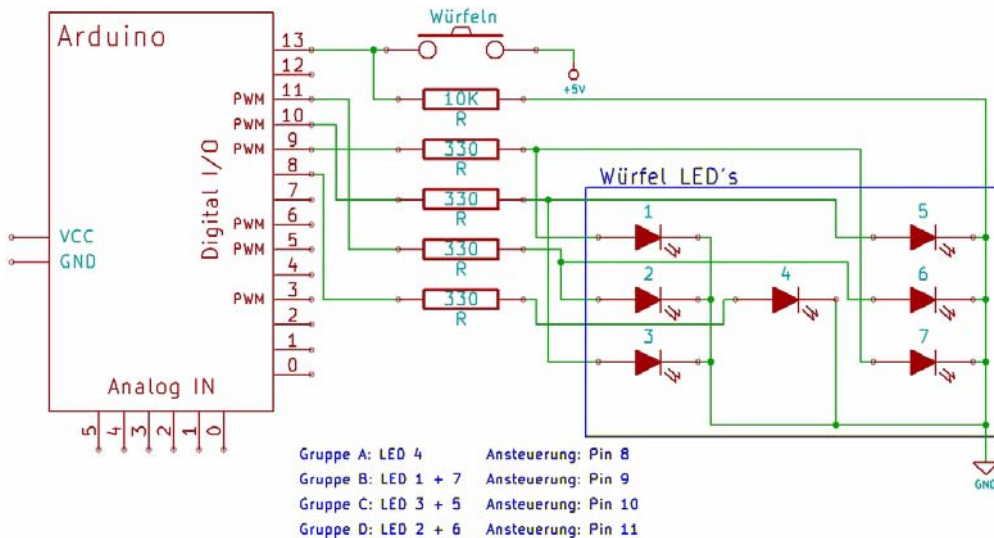 Arduino
Würfeln
+5V
13
12
11
10
9
8
7
6
5
4
3
2
1
0
PWM
PWM
PWM
PWM
PWM
PWM
Digital I/O
VCC
GND
Analog IN
5
4
3
2
1
0
10K
R
330
R
330
R
330
R
330
R
Würfel LED's
1
2
3
4
5
6
7
GND
Gruppe A: LED 4 Ansteuerung: Pin 8
Gruppe B: LED 1 + 7 Ansteuerung: Pin 9
Gruppe C: LED 3 + 5 Ansteuerung: Pin 10
Gruppe D: LED 2 + 6 Ansteuerung: Pin 11